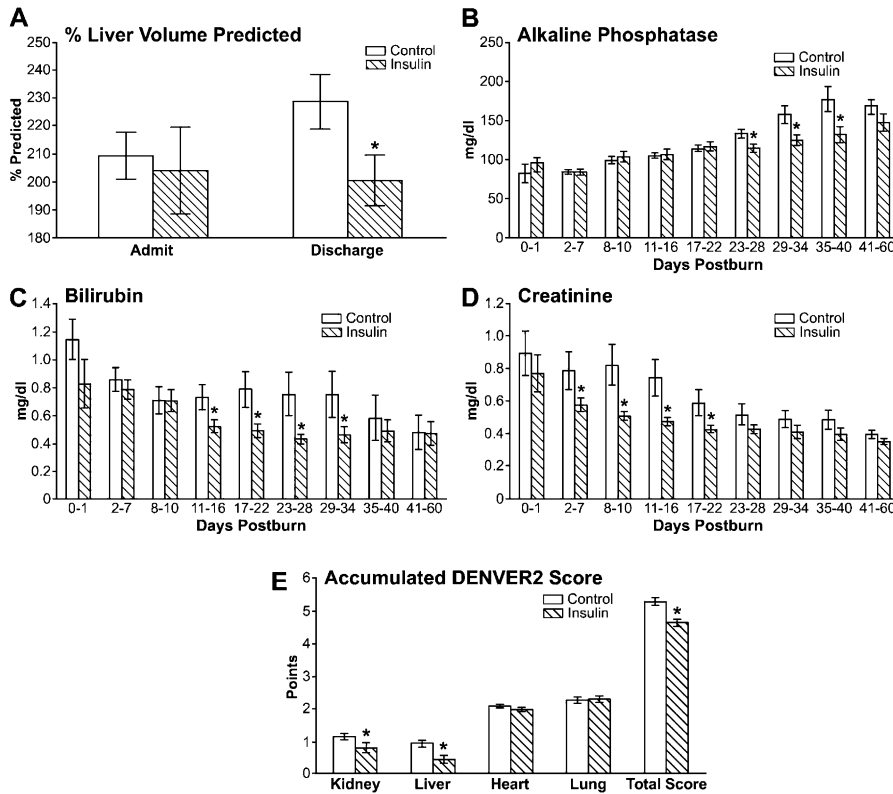 A
% Liver Volume Predicted
Control
Insulin
% Predicted
250
240
230
220
210
200
190
180
*
Admit
Discharge
B
Alkaline Phosphatase
Control
Insulin
mg/dl
250
200
150
100
50
0
* * *
0-1 2-7 8-10 11-16 17-22 23-28 29-34 35-40 41-60
Days Postburn
C
Bilirubin
Control
Insulin
mg/dl
1.4
1.2
1.0
0.8
0.6
0.4
0.2
0
* * * *
0-1 2-7 8-10 11-16 17-22 23-28 29-34 35-40 41-60
Days Postburn
D
Creatinine
Control
Insulin
mg/dl
1.2
1.0
0.8
0.6
0.4
0.2
0
* * * *
0-1 2-7 8-10 11-16 17-22 23-28 29-34 35-40 41-60
Days Postburn
E
Accumulated DENVER2 Score
Control
Insulin
Points
6
5
4
3
2
1
0
* * *
Kidney Liver Heart Lung Total Score